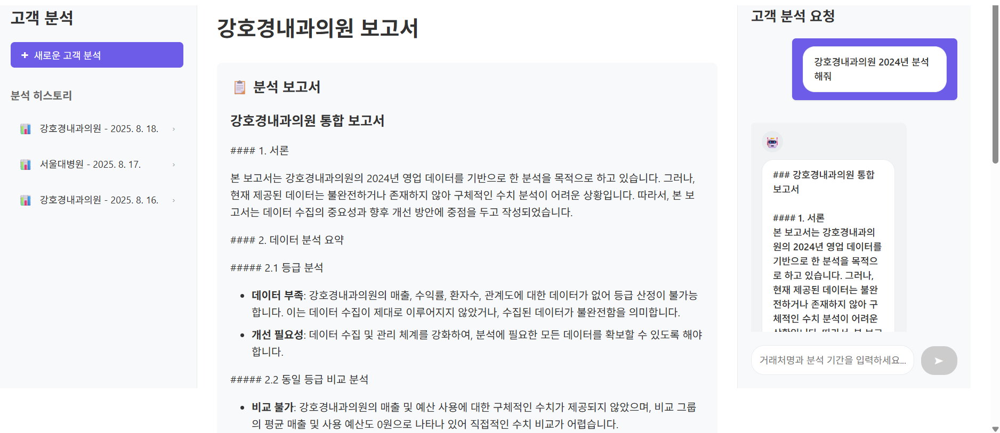 고객 분석
+ 새로운 고객 분석
분석 히스토리
강호경내과의원 - 2025. 8. 18.
서울대병원 - 2025. 8. 17.
강호경내과의원 - 2025. 8. 16.
강호경내과의원 보고서
분석 보고서
강호경내과의원 통합 보고서
#### 1. 서론
본 보고서는 강호경내과의원의 2024년 영업 데이터를 기반으로 한 분석을 목적으로 하고 있습니다. 그러나,
현재 제공된 데이터는 불완전하거나 존재하지 않아 구체적인 수치 분석이 어려운 상황입니다. 따라서, 본 보
고서는 데이터 수집의 중요성과 향후 개선 방안에 중점을 두고 작성되었습니다.
#### 2. 데이터 분석 요약
##### 2.1 등급 분석
• 데이터 부족: 강호경내과의원의 매출, 수익률, 환자수, 관계도에 대한 데이터가 없어 등급 산정이 불가능
합니다. 이는 데이터 수집이 제대로 이루어지지 않았거나, 수집된 데이터가 불완전함을 의미합니다.
• 개선 필요성: 데이터 수집 및 관리 체계를 강화하여, 분석에 필요한 모든 데이터를 확보할 수 있도록 해야
합니다.
##### 2.2 동일 등급 비교 분석
• 비교 불가: 강호경내과의원의 매출 및 예산 사용에 대한 구체적인 수치가 제공되지 않았으며, 비교 그룹
의 평균 매출 및 사용 예산도 0원으로 나타나 있어 직접적인 수치 비교가 어렵습니다.
고객 분석 요청
강호경내과의원 2024년 분석
해줘
### 강호경내과의원 통합
보고서
#### 1. 서론
본 보고서는 강호경내과의
원의 2024년 영업 데이터를
기반으로 한 분석을 목적으
로 하고 있습니다. 그러나,
현재 제공된 데이터는 불완
전하거나 존재하지 않아 구
체적인 수치 분석이 어려운
상황입니다. 따라서, 본 보고
거래처명과 분석 기간을 입력하세요...